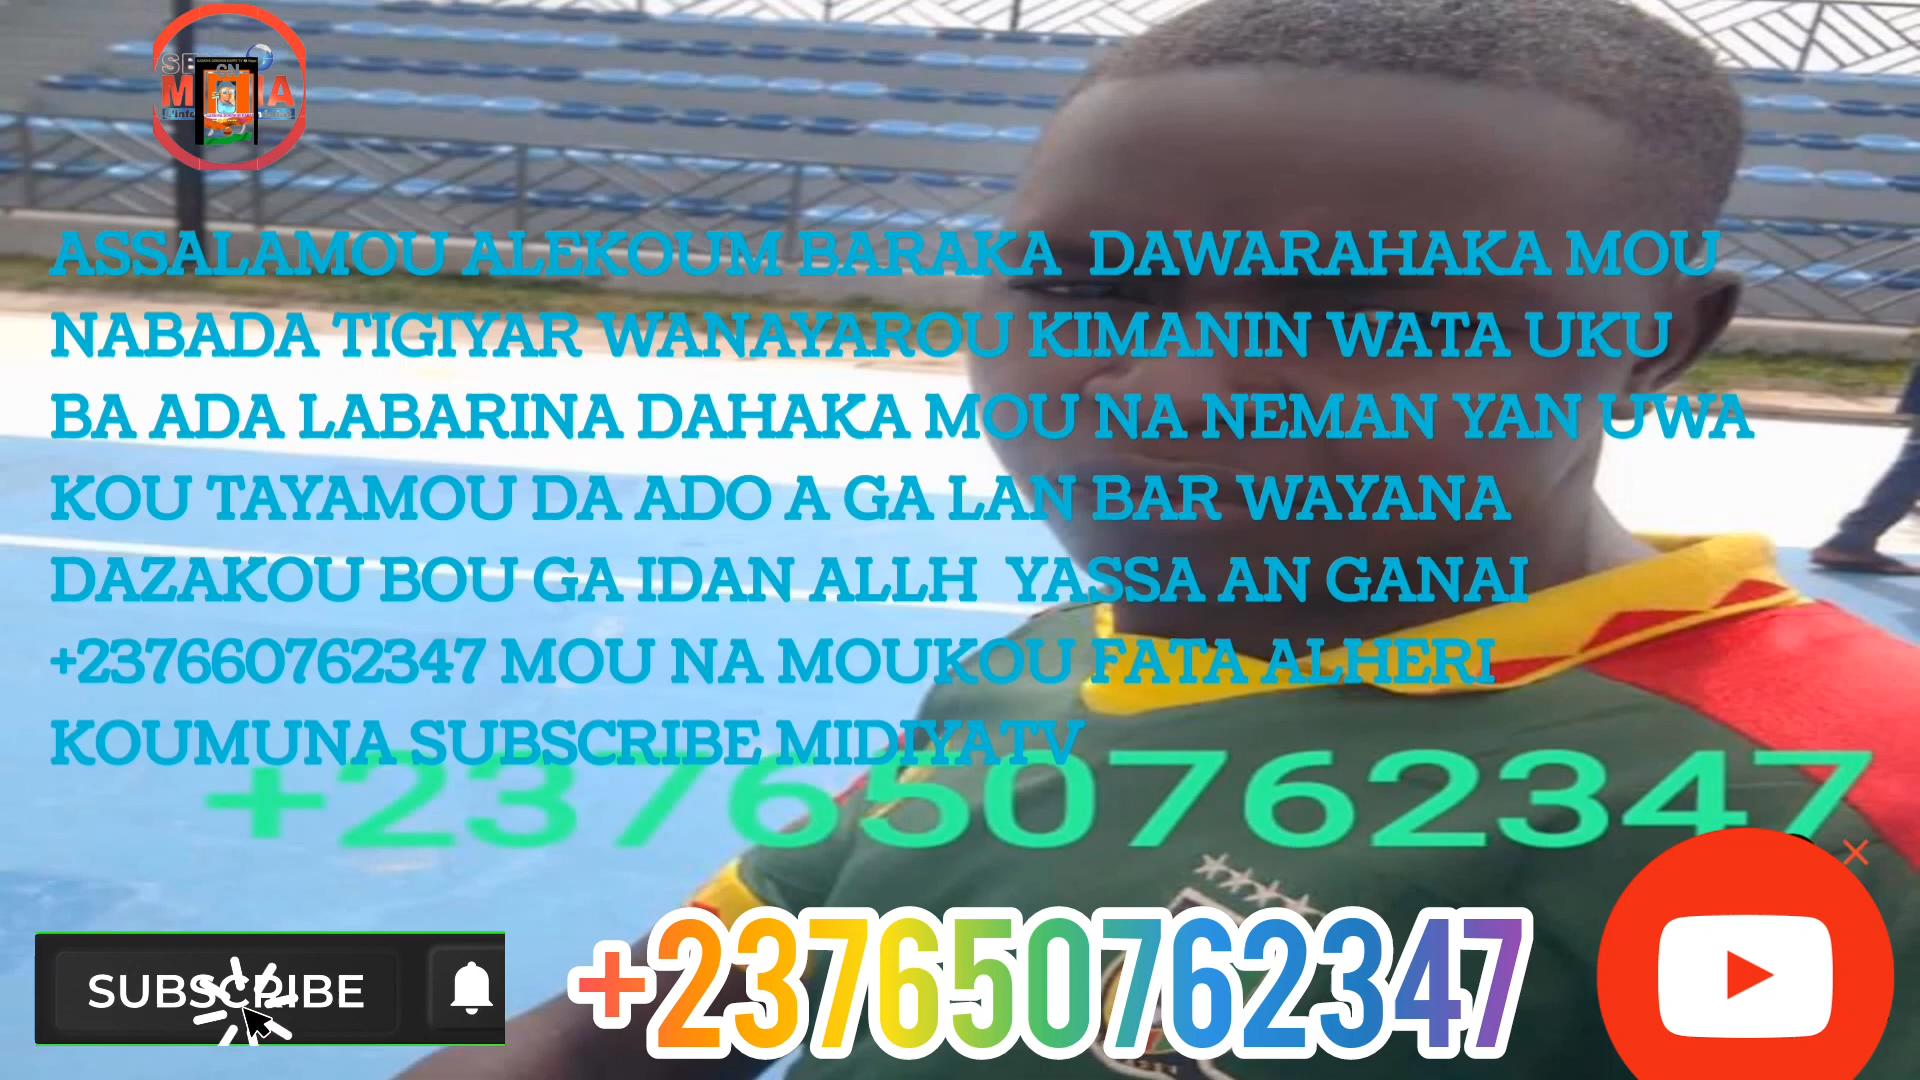 ASSALAMOU ALEKOUM BARAKA DAWARAHAKA MOU
NABADA TIGIYAR WANAYAROU KIMANIN WATA UKU
BA ADA LABARINA DAHAKA MOU NA NEMAN YAN UWA
KOU TAYAMOU DA ADO A GA LAN BAR WAYANA
DAZAKOU BOU GA IDAN ALLH YASSA AN GANAI
+237660762347 MOU NA MOUKOU FATA ALHERI
KOUMUNA SUBSCRIBE MIDIYATV
+237650762347
SUBSCRIBE
+237650762347